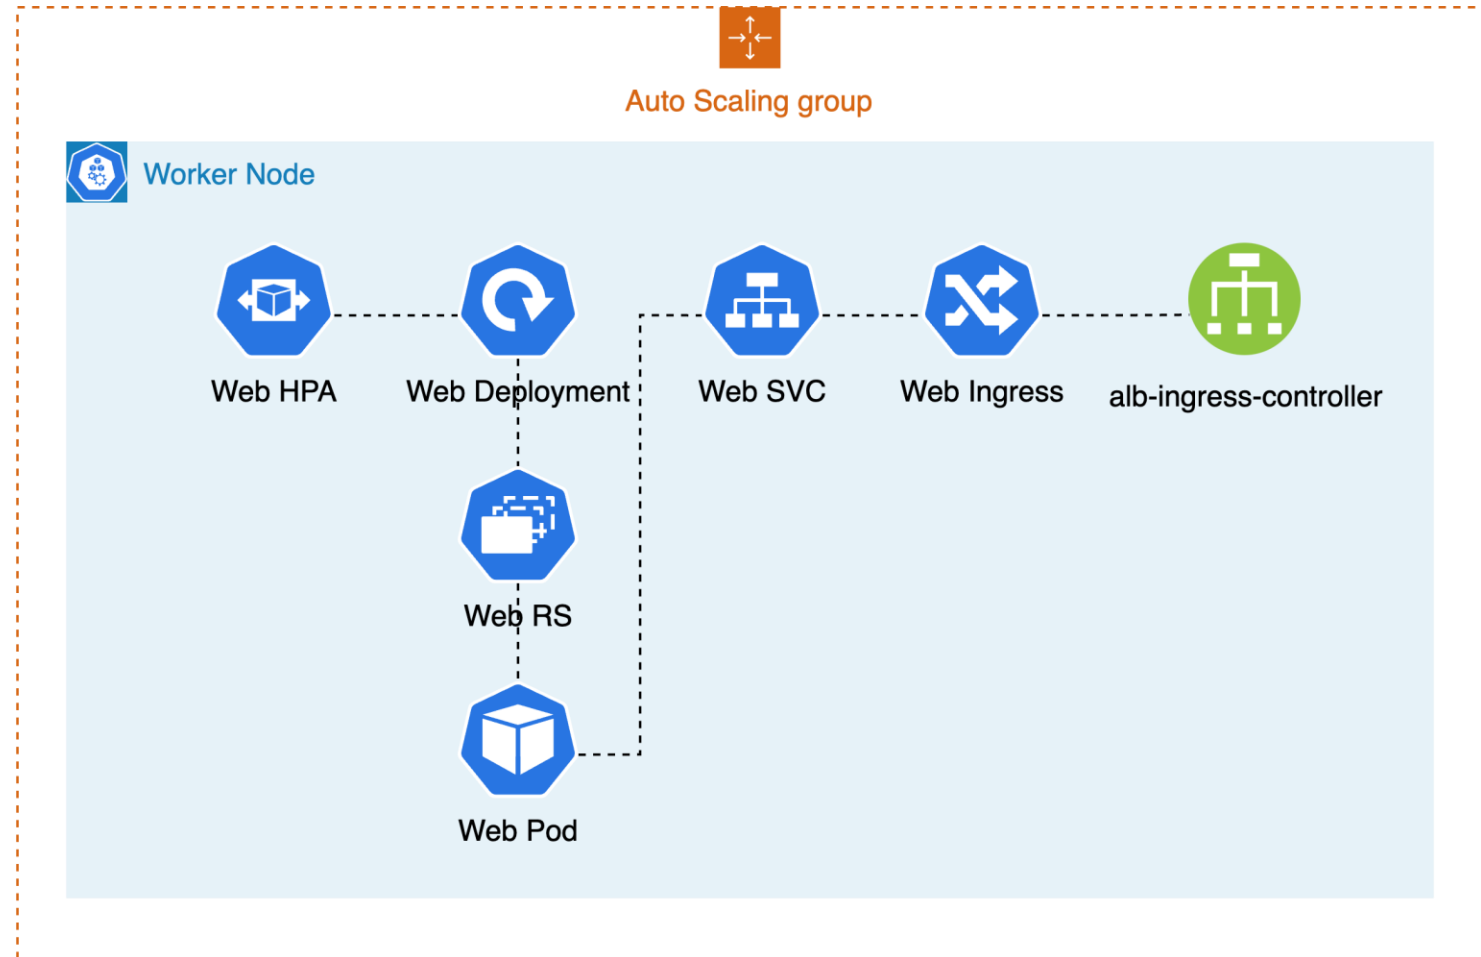 Auto Scaling group
Worker Node
Web HPA
Web Deployment
Web SVC
Web Ingress
alb-ingress-controller
Web RS
Web Pod